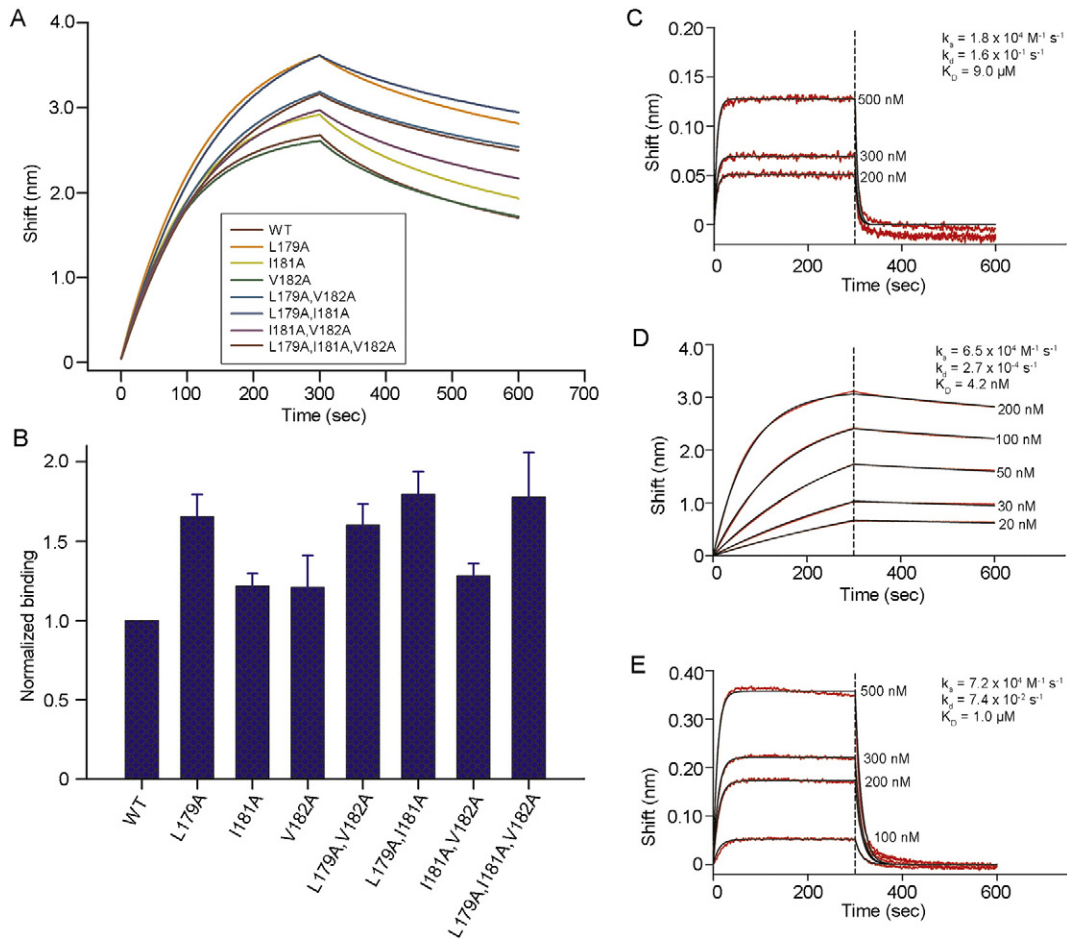 A
Shift (nm)
4.0
3.0
2.0
1.0
0
WT
L179A
I181A
V182A
L179A,V182A
L179A,I181A
I181A,V182A
L179A,I181A,V182A
0 100 200 300 400 500 600 700
Time (sec)
B
Normalized binding
2.0
1.5
1.0
0.5
0
WT
L179A
I181A
V182A
L179A,V182A
L179A,I181A
I181A,V182A
L179A,I181A,V182A
C
Shift (nm)
0.20
0.15
0.10
0.05
0
kₐ = 1.8 x 10⁴ M⁻¹ s⁻¹
k_d = 1.6 x 10⁻¹ s⁻¹
K_D = 9.0 µM
500 nM
300 nM
200 nM
0 200 400 600
Time (sec)
D
Shift (nm)
4.0
3.0
2.0
1.0
0
kₐ = 6.5 x 10⁴ M⁻¹ s⁻¹
k_d = 2.7 x 10⁻⁴ s⁻¹
K_D = 4.2 nM
200 nM
100 nM
50 nM
30 nM
20 nM
0 200 400 600
Time (sec)
E
Shift (nm)
0.40
0.30
0.40
0.20
0.10
0
kₐ = 7.2 x 10⁴ M⁻¹ s⁻¹
k_d = 7.4 x 10⁻² s⁻¹
K_D = 1.0 µM
500 nM
300 nM
200 nM
100 nM
0 200 400 600
Time (sec)